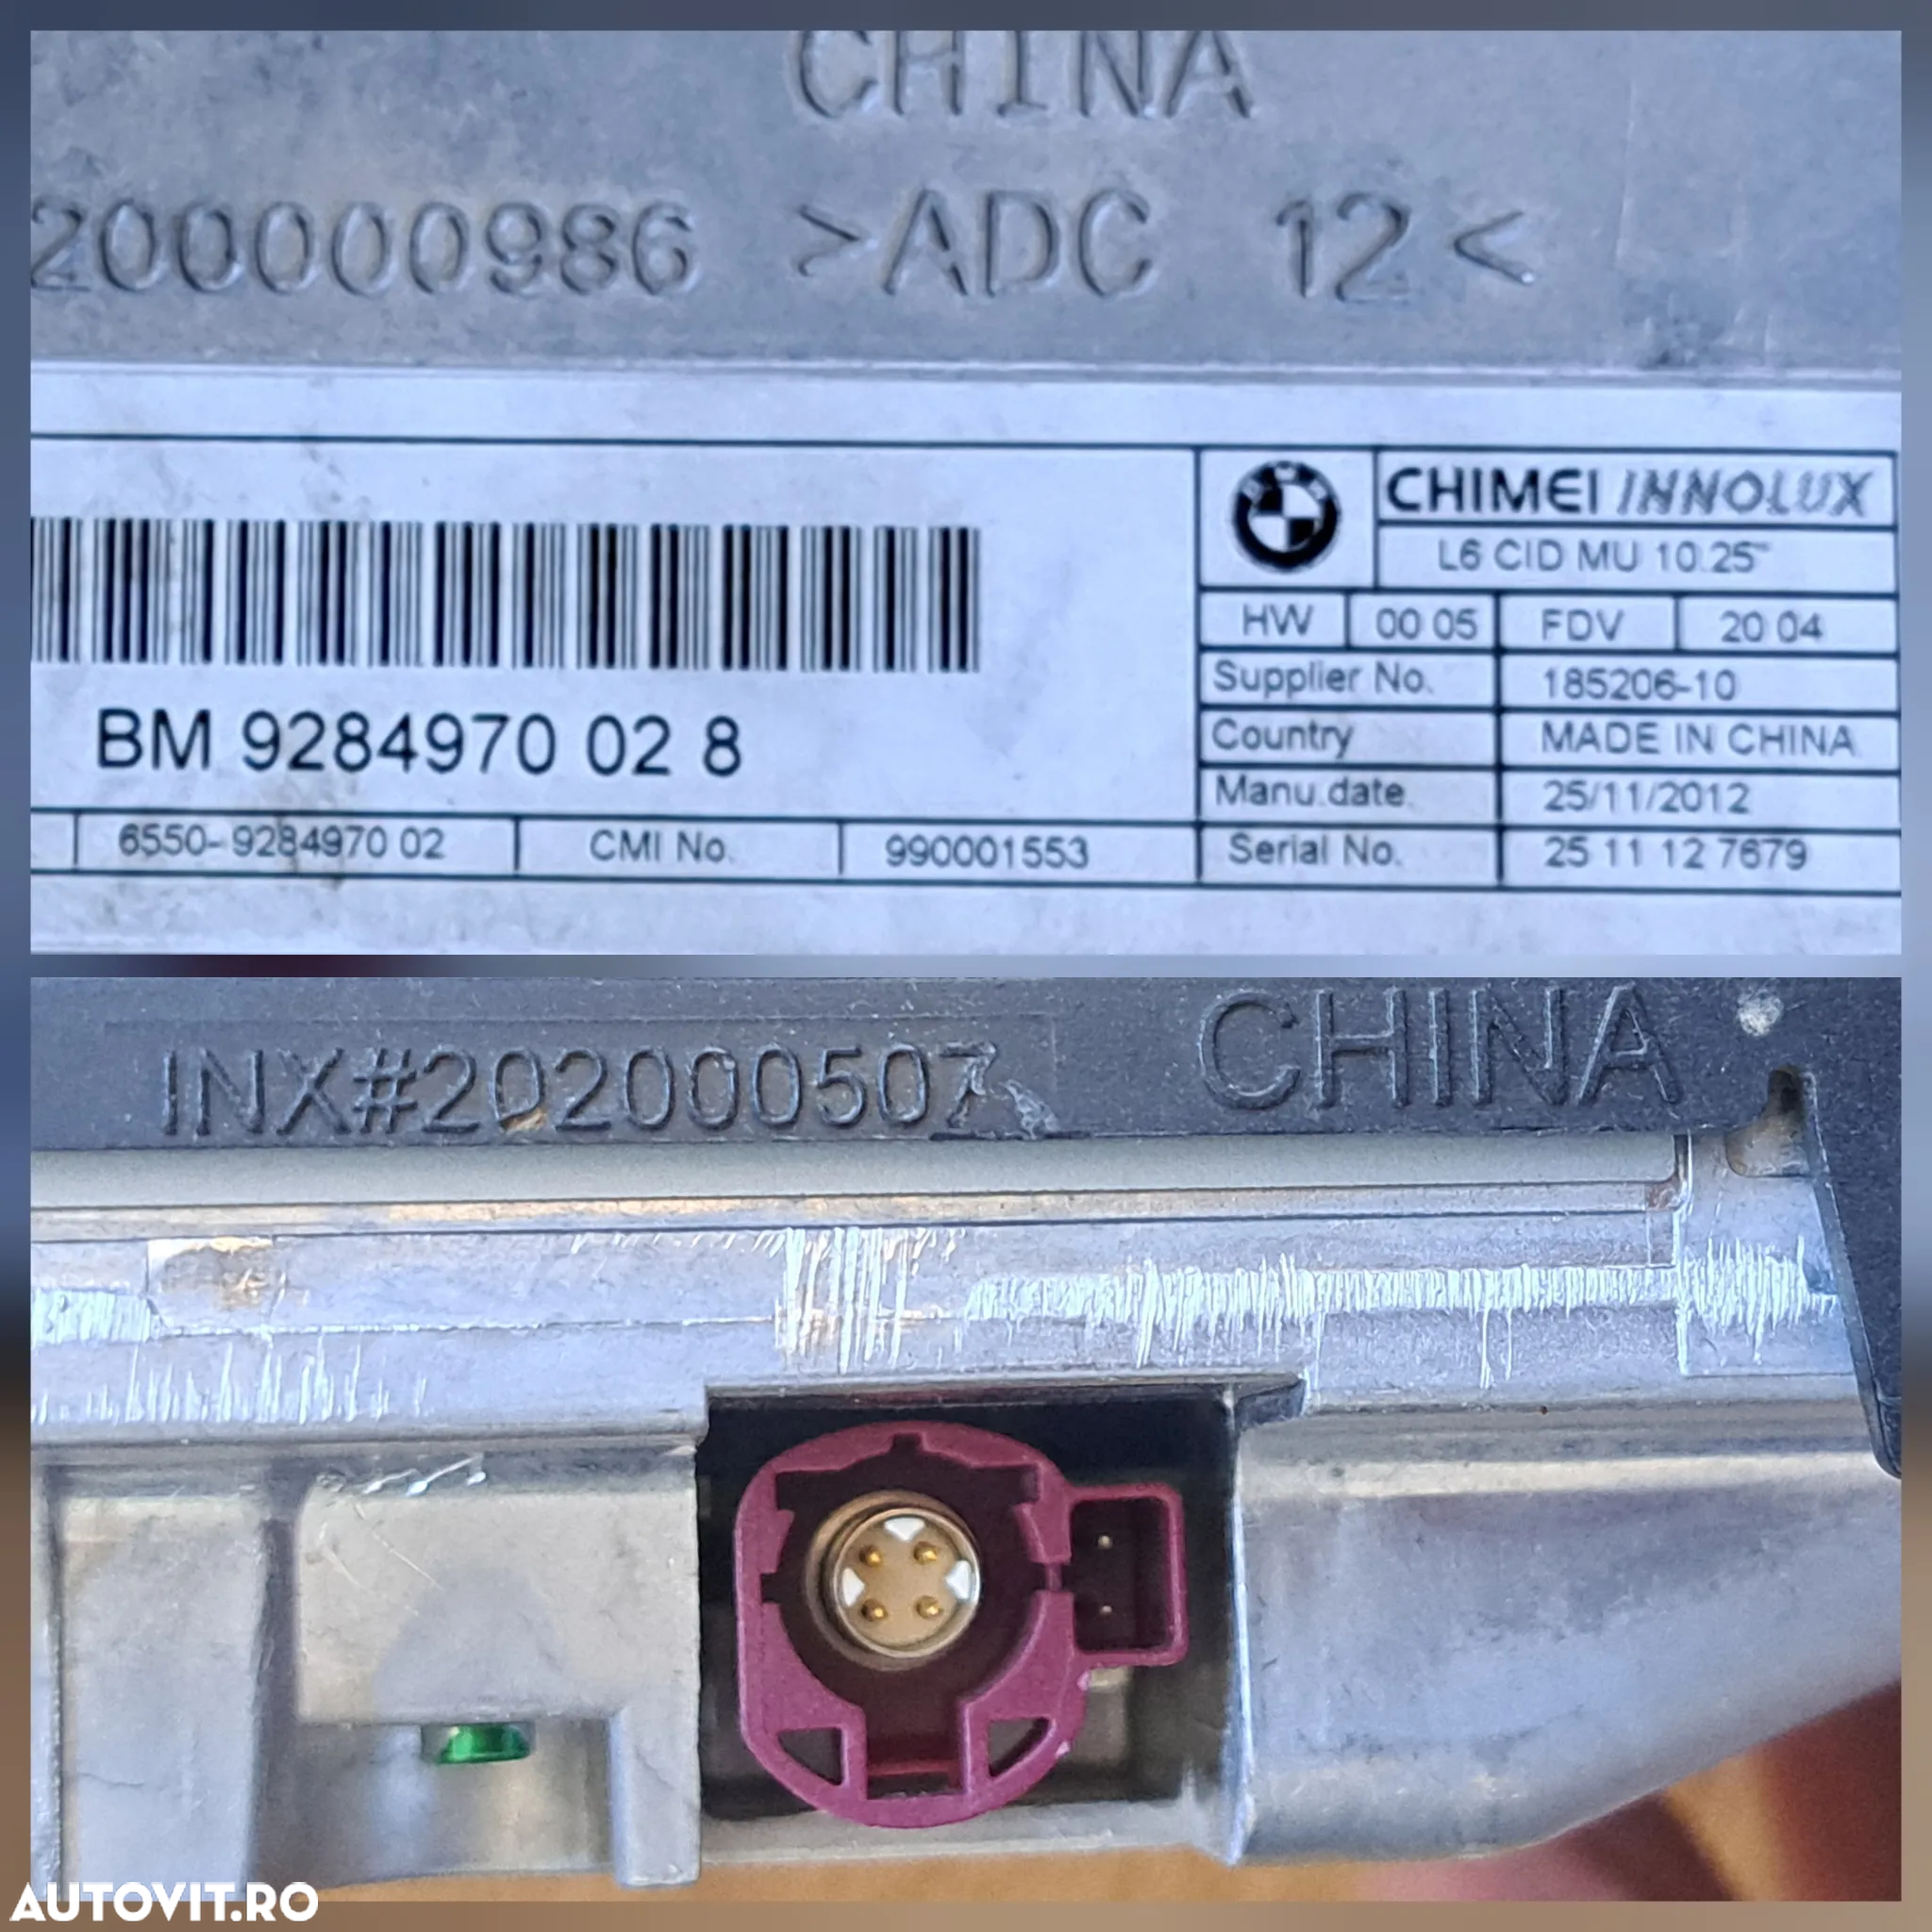 CHINA
200000986 >ADC 12<
CHIMEI INNOLUX
L6 CID MU 10.25"
HW 00 05 FDV 20 04
Supplier No. 185206-10
BM 9284970 02 8
Country MADE IN CHINA
Manu.date. 25/11/2012
6550-9284970 02 CMI No. 990001553
Serial No. 25 11 12 7679
INX#202000507 CHINA
AUTOVIT.RO